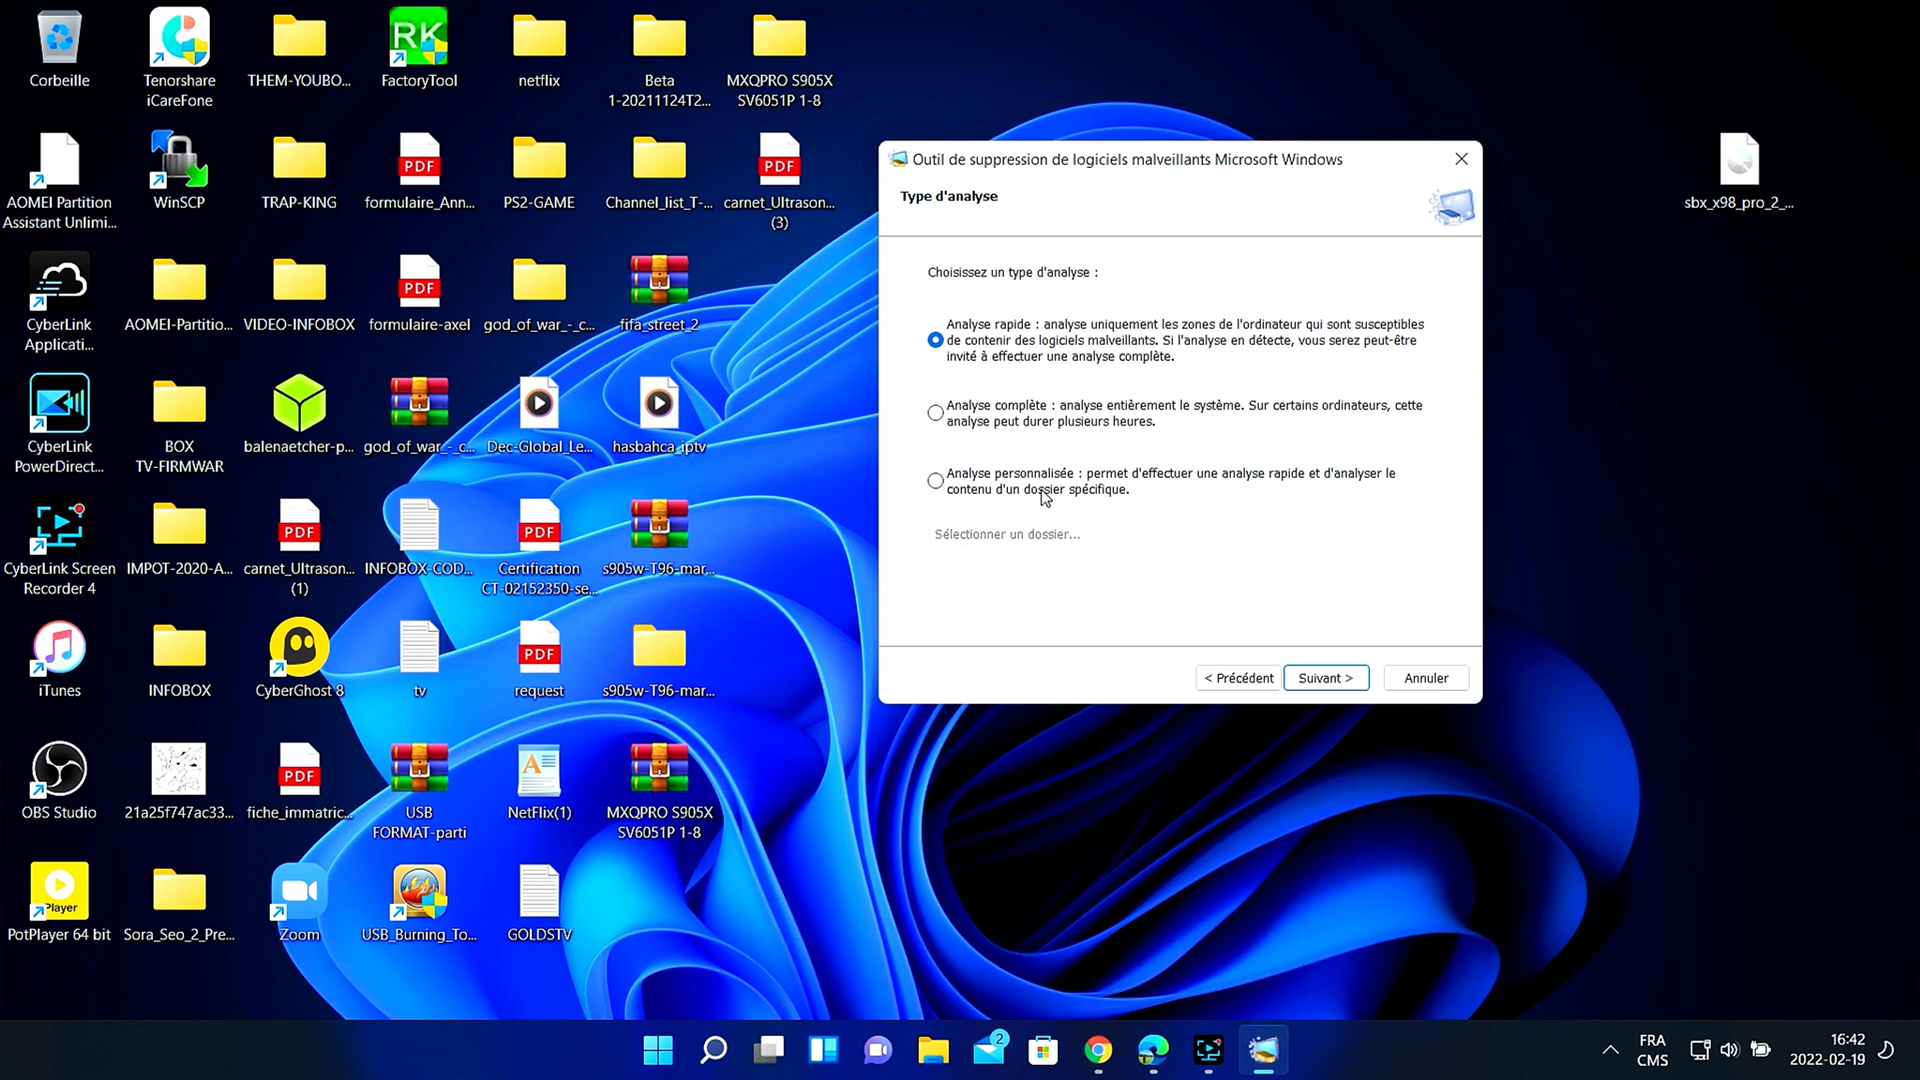 Corbeille
Tenorshare
iCareFone
THEM-YOUBO...
RK
FactoryTool
netflix
Beta
1-20211124T2...
MXQPRO S905X
SV6051P 1-8
AOMEI Partition
Assistant Unlimi...
WinSCP
TRAP-KING
PDF
formulaire_Ann...
PS2-GAME
Channel_list_T-...
PDF
carnet_Ultrason...
(3)
sbx_x98_pro_2_...
CyberLink
Applicati...
AOMEI-Partitio...
VIDEO-INFOBOX
PDF
formulaire-axel
god_of_war_-_c...
fifa_street_2
CyberLink
PowerDirect...
BOX
TV-FIRMWAR
balenaetcher-p...
god_of_war_-_c...
Dec-Global_Le...
hasbahca_iptv
CyberLink Screen
Recorder 4
IMPOT-2020-A...
PDF
carnet_Ultrason...
(1)
INFOBOX-COD...
PDF
Certification
CT-02152350-se...
s905w-T96-mar...
iTunes
INFOBOX
CyberGhost 8
tv
PDF
request
s905w-T96-mar...
OBS Studio
21a25f747ac33...
PDF
fiche_immatric...
USB
FORMAT-parti
NetFlix(1)
MXQPRO S905X
SV6051P 1-8
Player
PotPlayer 64 bit
Sora_Seo_2_Pre...
Zoom
USB_Burning_To...
GOLDSTV
Outil de suppression de logiciels malveillants Microsoft Windows
Type d'analyse
Choisissez un type d'analyse :
Analyse rapide : analyse uniquement les zones de l'ordinateur qui sont susceptibles
de contenir des logiciels malveillants. Si l'analyse en détecte, vous serez peut-être
invité à effectuer une analyse complète.
Analyse complète : analyse entièrement le système. Sur certains ordinateurs, cette
analyse peut durer plusieurs heures.
Analyse personnalisée : permet d'effectuer une analyse rapide et d'analyser le
contenu d'un dossier spécifique.
Sélectionner un dossier...
< Précédent
Suivant >
Annuler
2
FRA
CMS
16:42
2022-02-19